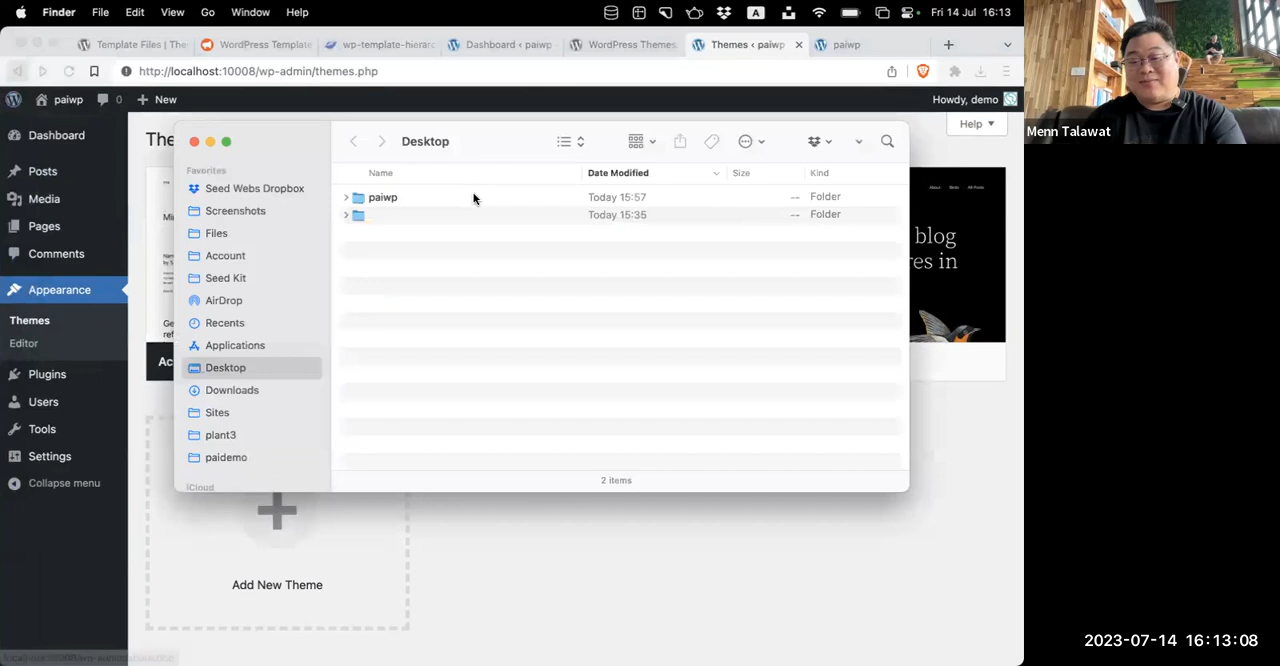 Finder File Edit View Go Window Help A Fri 14 Jul 16:13
Template Files | The WordPress Template wp-template-hierarc Dashboard ‹ paiwp WordPress Themes Themes ‹ paiwp paiwp
http://localhost:10008/wp-admin/themes.php
paiwp 0 New Howdy, demo
Help
Dashboard
Posts
Media
Pages
Comments
Appearance
Themes
Editor
Plugins
Users
Tools
Settings
Collapse menu
Desktop
Favorites
Seed Webs Dropbox
Screenshots
Files
Account
Seed Kit
AirDrop
Recents
Applications
Desktop
Downloads
Sites
plant3
paidemo
iCloud
Name Date Modified Size Kind
paiwp Today 15:57 -- Folder
Today 15:35 -- Folder
2 items
About All Posts
blog
es in
Add New Theme
Menn Talawat
2023-07-14 16:13:08